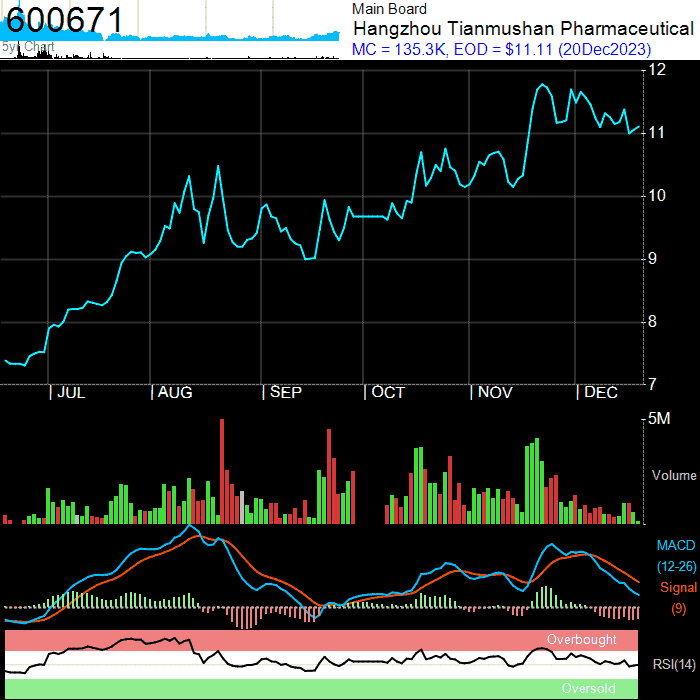 600671
5yr Chart
Main Board
Hangzhou Tianmushan Pharmaceutical
MC = 135.3K, EOD = $11.11 (20Dec2023)
12
11
10
9
8
7
| JUL | AUG | SEP | OCT | NOV | DEC
5M
Volume
MACD
(12-26)
Signal
(9)
Overbought
RSI(14)
Oversold